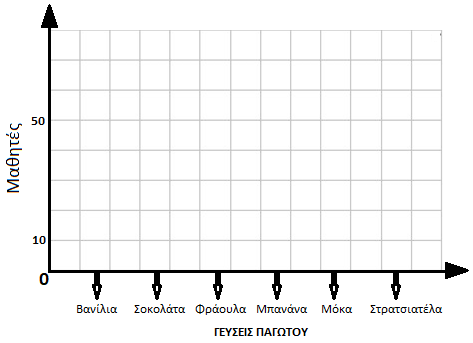 Μαθητές
50
10
0
Βανίλια Σοκολάτα Φράουλα Μπανάνα Μόκα Στρατσιατέλα
ΓΕΥΣΕΙΣ ΠΑΓΩΤΟΥ